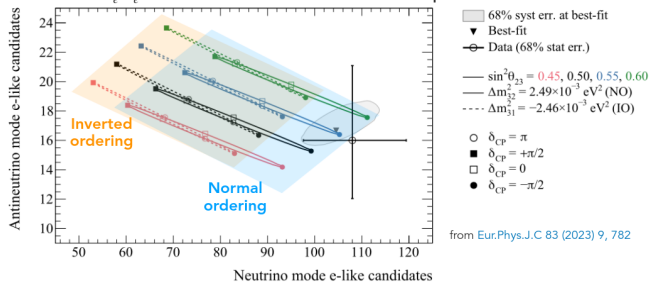 Antineutrino mode e-like candidates
24
22
20
18
16
14
12
10
50 60 70 80 90 100 110 120
Neutrino mode e-like candidates
Inverted
ordering
Normal
ordering
68% syst err. at best-fit
Best-fit
Data (68% stat err.)
sin²θ₂₃ = 0.45, 0.50, 0.55, 0.60
Δm²₃₂ = 2.49×10⁻³ eV² (NO)
Δm²₃₁ = −2.46×10⁻³ eV² (IO)
δCP = π
δCP = +π/2
δCP = 0
δCP = −π/2
from Eur.Phys.J.C 83 (2023) 9, 782